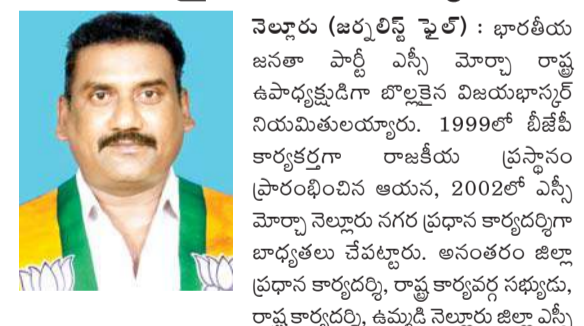 నెల్లూరు (జర్నలిస్ట్ ఫైల్) : భారతీయ
జనతా పార్టీ ఎస్సీ మోర్చా రాష్ట్ర
ఉపాధ్యక్షుడిగా బొల్లకైన విజయభాస్కర్
నియమితులయ్యారు. 1999లో బీజేపీ
కార్యకర్తగా రాజకీయ ప్రస్థానం
ప్రారంభించిన ఆయన, 2002లో ఎస్సీ
మోర్చా నెల్లూరు నగర ప్రధాన కార్యదర్శిగా
బాధ్యతలు చేపట్టారు. అనంతరం జిల్లా
ప్రధాన కార్యదర్శి, రాష్ట్ర కార్యవర్గ సభ్యుడు,
రాష్ట్ర కార్యదర్శి, ఉమ్మడి నెల్లూరు జిల్లా ఎస్సీ